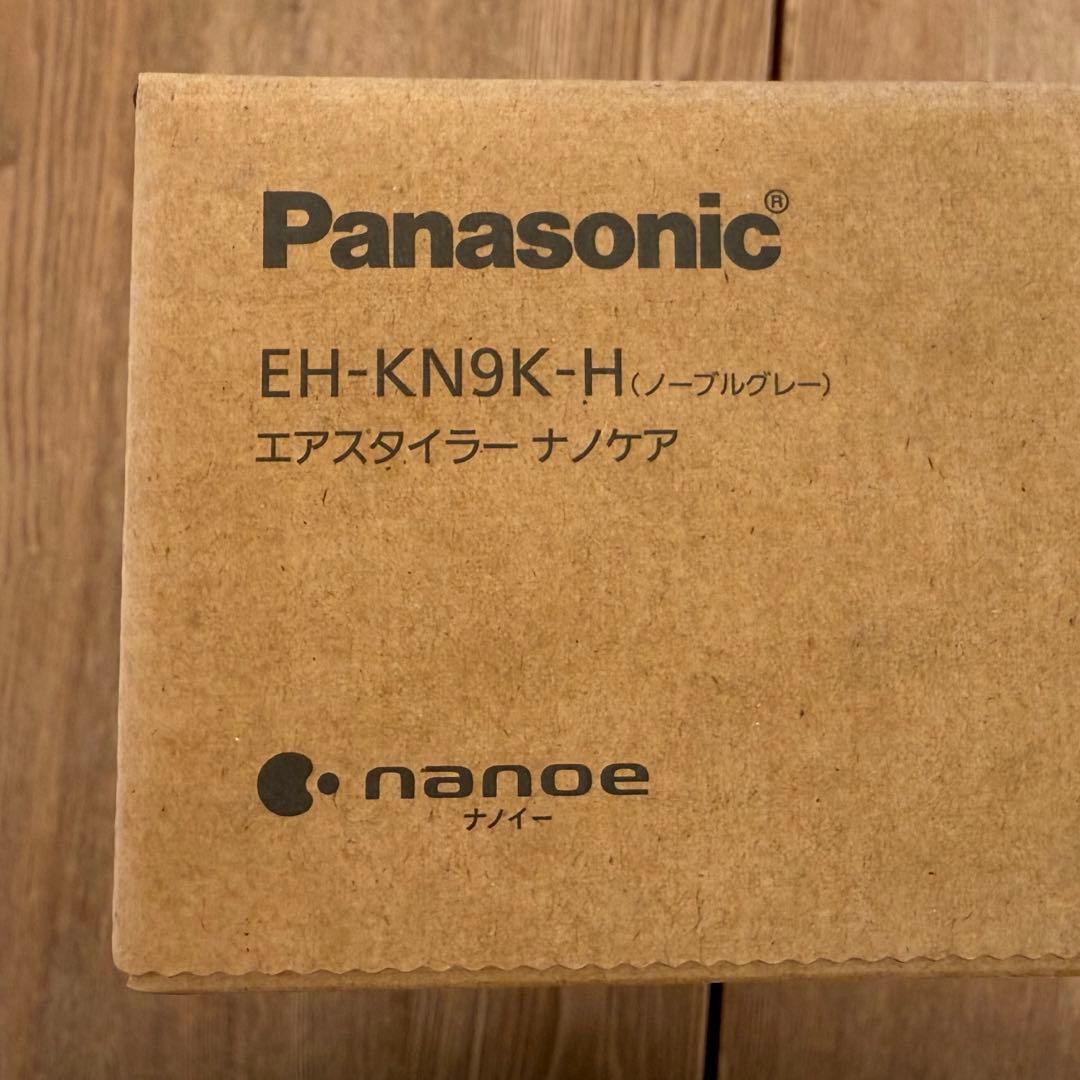 Panasonic®
EH-KN9K-H(ノーブルグレー)
エアスタイラー ナノケア
nanoe
ナノイー